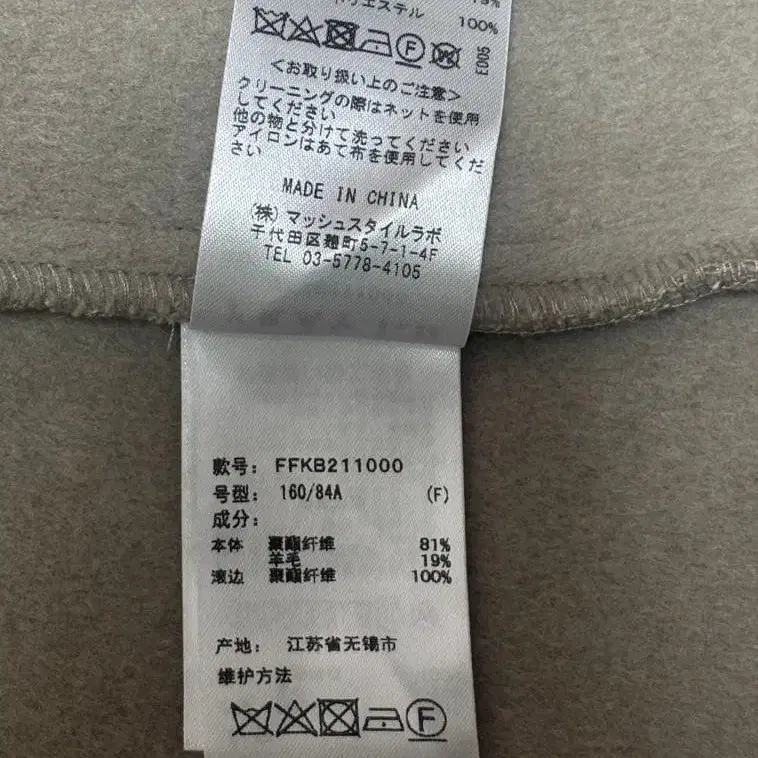 19%
リエステル 100%
F W
E005
＜お取り扱い上のご注意＞
クリーニングの際はネットを使用
してください
他の物と分けて洗ってください
アイロンはあて布を使用してくだ
さい
MADE IN CHINA
(株) マッシュスタイルラボ
千代田区麹町5-7-1-4F
TEL 03-5778-4105
款号: FFKB211000
号型: 160/84A (F)
成分:
本体 聚酯纤维 81%
羊毛 19%
滚边 聚酯纤维 100%
产地: 江苏省无锡市
维护方法
F